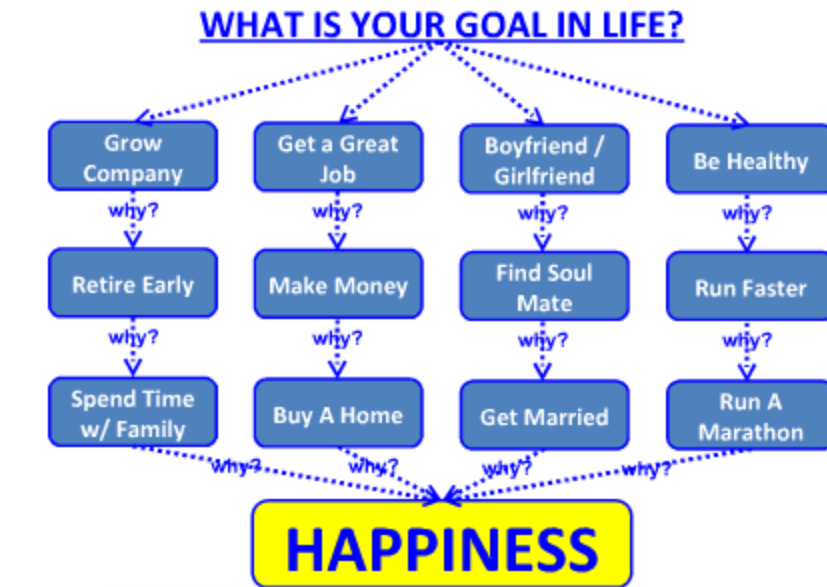 WHAT IS YOUR GOAL IN LIFE?
Grow
Company
Get a Great
Job
Boyfriend /
Girlfriend
Be Healthy
why?
why?
why?
why?
Retire Early
Make Money
Find Soul
Mate
Run Faster
why?
why?
why?
why?
Spend Time
w/ Family
Buy A Home
Get Married
Run A
Marathon
why?
why?
why?
why?
HAPPINESS